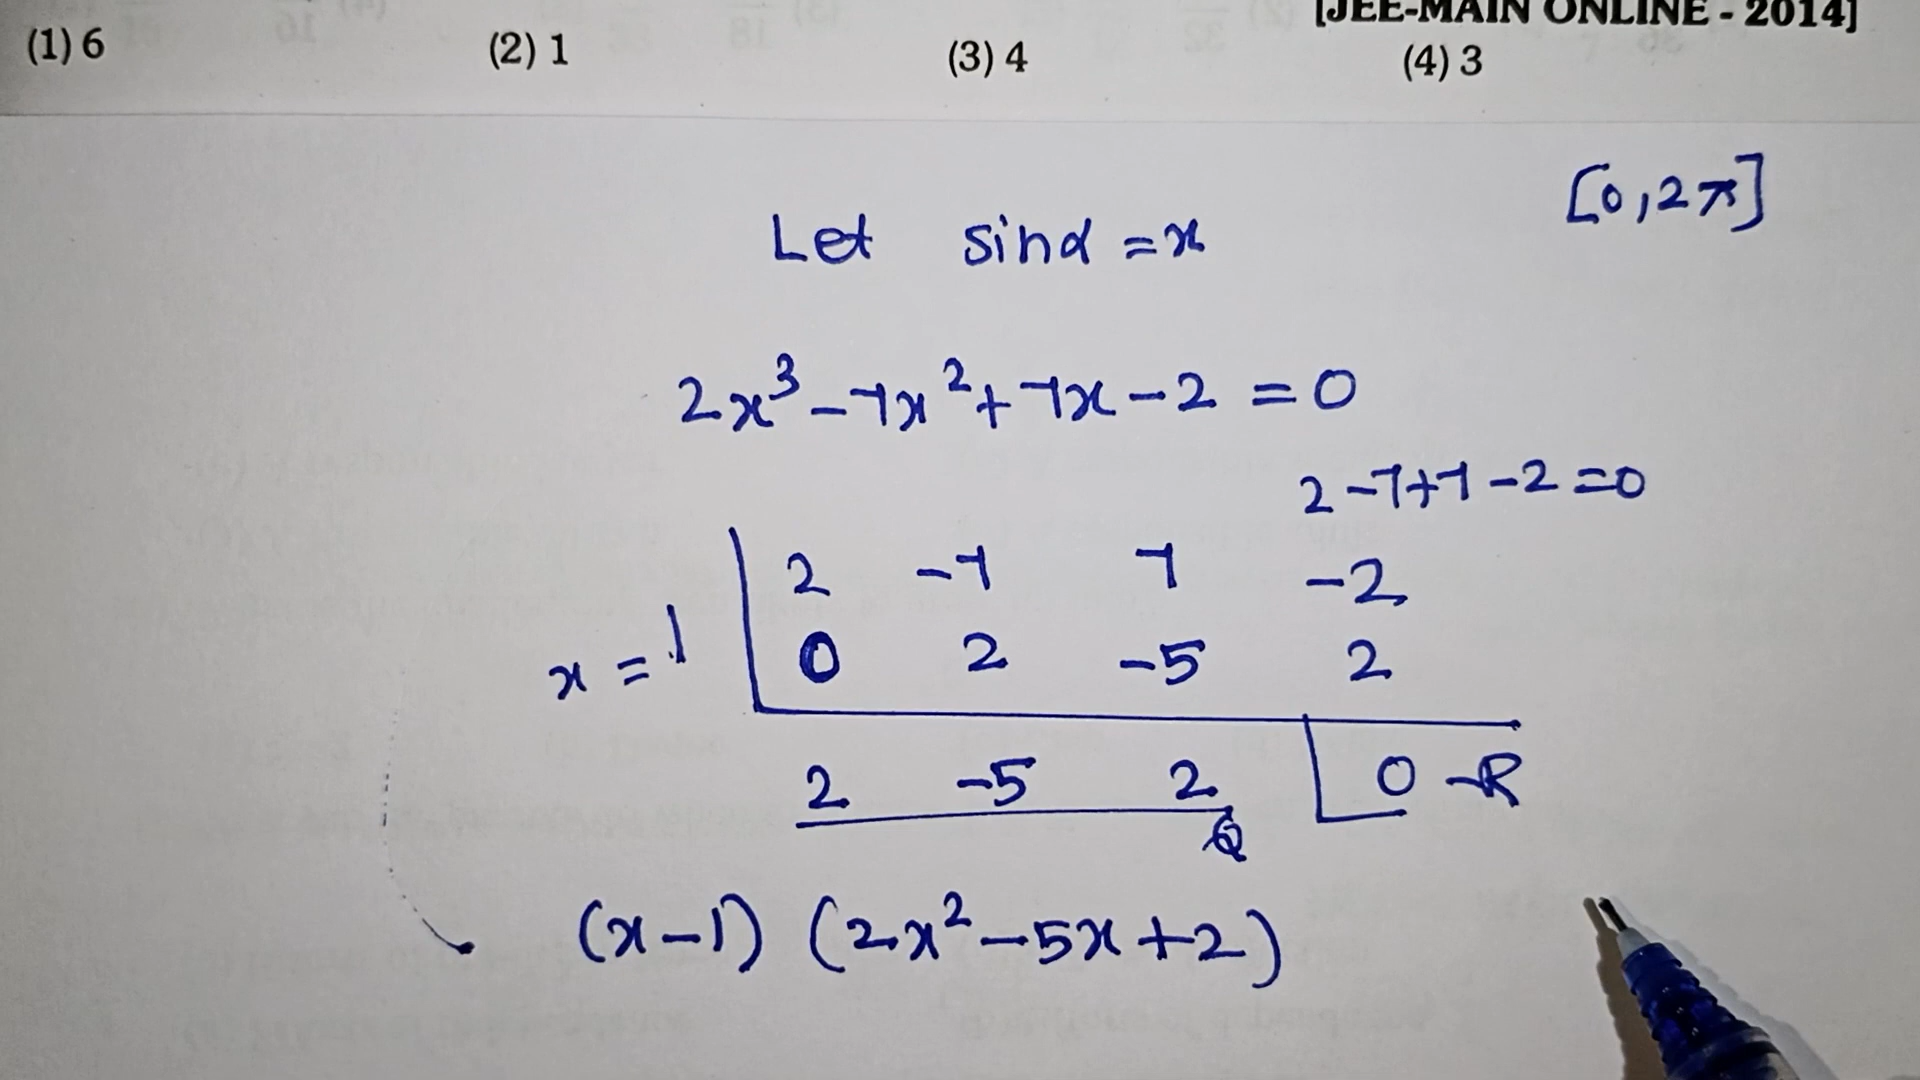 [JEE-MAIN ONLINE - 2014]
(1) 6 (2) 1 (3) 4 (4) 3
[0,2π]
Let sinα = x
2x³ - 7x² + 7x - 2 = 0
2 - 7 + 7 - 2 = 0
2 -7 7 -2
x = 1 0 2 -5 2
2 -5 2 0 - R
Q
(x-1) (2x² - 5x + 2)